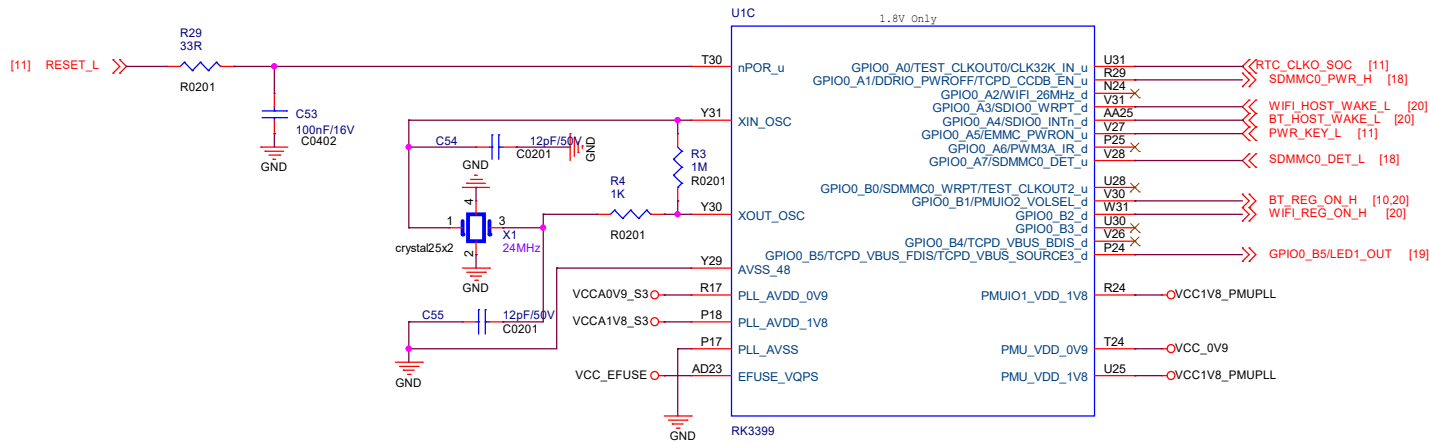 U1C
1.8V Only
R29
33R
R0201
[11] RESET_L
C53
100nF/16V
C0402
GND
T30
nPOR_u
Y31
XIN_OSC
C54
12pF/50V
C0201
GND
R3
1M
R0201
GND
4
1
3
2
X1
24MHz
crystal25x2
GND
R4
1K
R0201
Y30
XOUT_OSC
Y29
AVSS_48
VCCA0V9_S3
R17
PLL_AVDD_0V9
C55
12pF/50V
C0201
VCCA1V8_S3
P18
PLL_AVDD_1V8
GND
P17
PLL_AVSS
VCC_EFUSE
AD23
EFUSE_VQPS
GND
RK3399
GPIO0_A0/TEST_CLKOUT0/CLK32K_IN_u
U31
RTC_CLKO_SOC [11]
GPIO0_A1/DDRIO_PWROFF/TCPD_CCDB_EN_u
R29
SDMMC0_PWR_H [18]
GPIO0_A2/WIFI_26MHz_d
N24
GPIO0_A3/SDIO0_WRPT_d
V31
WIFI_HOST_WAKE_L [20]
GPIO0_A4/SDIO0_INTn_d
AA25
BT_HOST_WAKE_L [20]
GPIO0_A5/EMMC_PWRON_u
V27
PWR_KEY_L [11]
GPIO0_A6/PWM3A_IR_d
P25
GPIO0_A7/SDMMC0_DET_u
V28
SDMMC0_DET_L [18]
GPIO0_B0/SDMMC0_WRPT/TEST_CLKOUT2_u
U28
GPIO0_B1/PMUIO2_VOLSEL_d
V30
BT_REG_ON_H [10,20]
GPIO0_B2_d
W31
WIFI_REG_ON_H [20]
GPIO0_B3_d
U30
GPIO0_B4/TCPD_VBUS_BDIS_d
V26
GPIO0_B5/TCPD_VBUS_FDIS/TCPD_VBUS_SOURCE3_d
P24
GPIO0_B5/LED1_OUT [19]
PMUIO1_VDD_1V8
R24
VCC1V8_PMUPLL
PMU_VDD_0V9
T24
VCC_0V9
PMU_VDD_1V8
U25
VCC1V8_PMUPLL